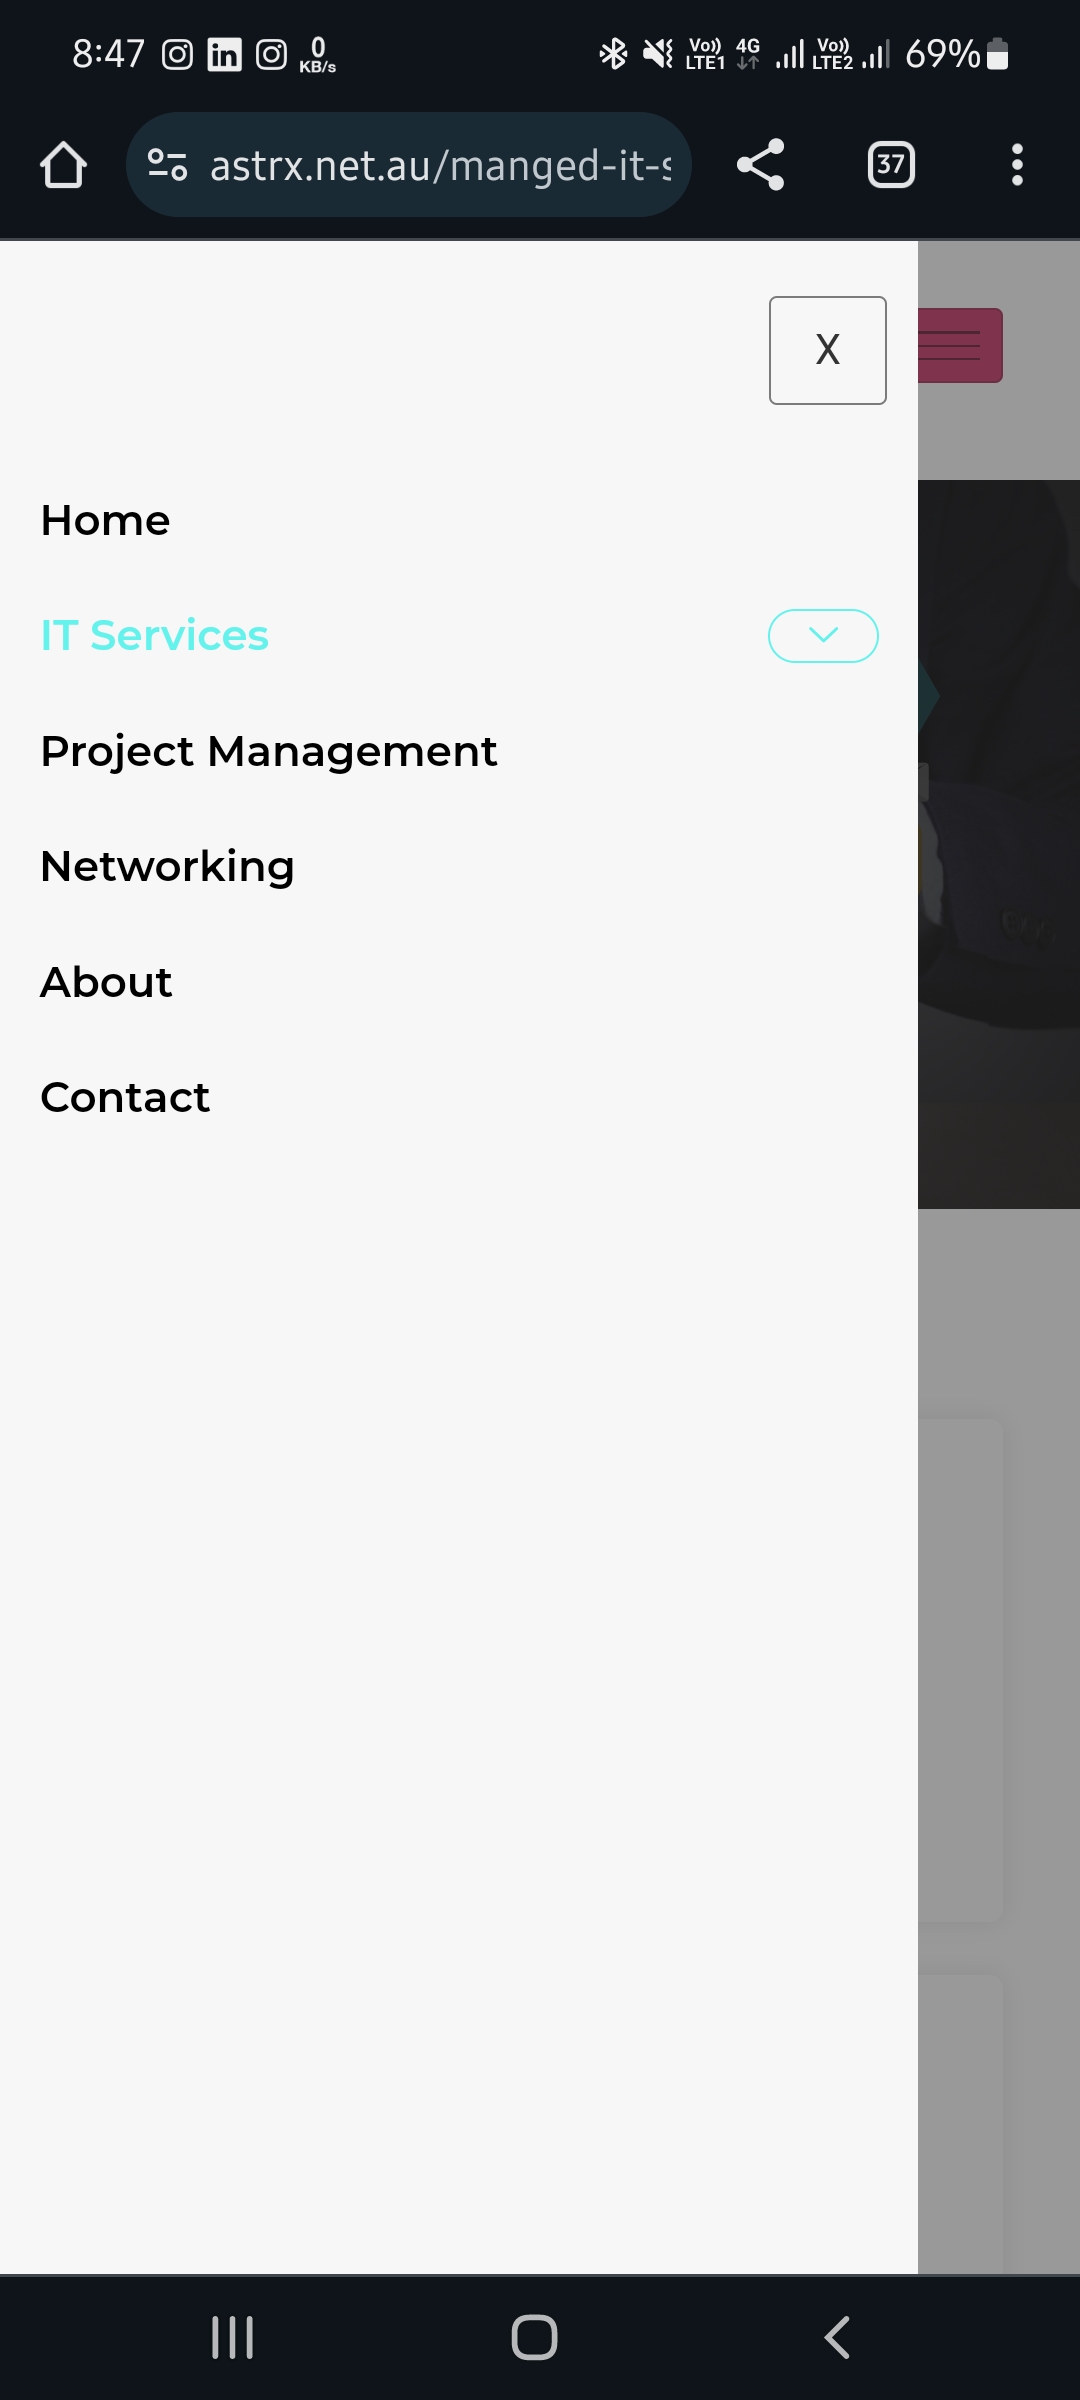 8:47
0
KB/s
Vo))
LTE1
4G
Vo))
LTE2
69%
astrx.net.au/manged-it-s
37
X
Home
IT Services
Project Management
Networking
About
Contact